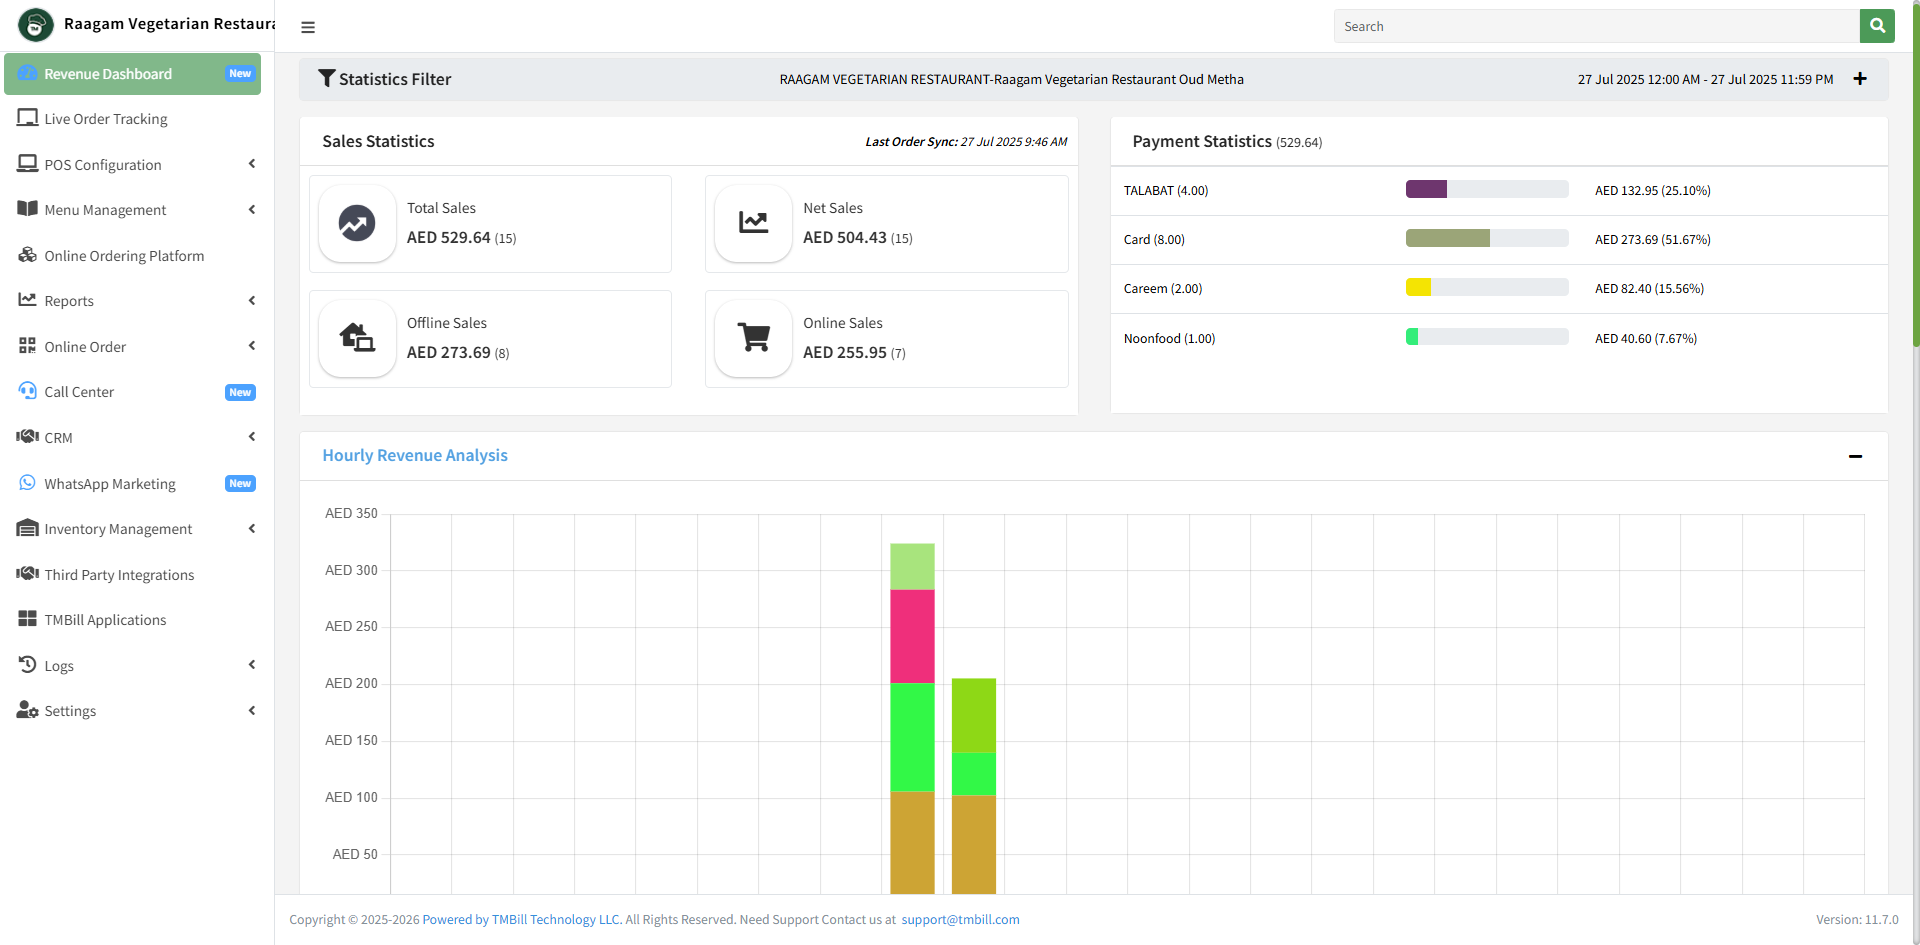 Raagam Vegetarian Restaura
Search
Revenue Dashboard New
Live Order Tracking
POS Configuration
Menu Management
Online Ordering Platform
Reports
Online Order
Call Center New
CRM
WhatsApp Marketing New
Inventory Management
Third Party Integrations
TMBill Applications
Logs
Settings
Statistics Filter
RAAGAM VEGETARIAN RESTAURANT-Raagam Vegetarian Restaurant Oud Metha
27 Jul 2025 12:00 AM - 27 Jul 2025 11:59 PM
Sales Statistics
Last Order Sync: 27 Jul 2025 9:46 AM
Total Sales
AED 529.64 (15)
Net Sales
AED 504.43 (15)
Offline Sales
AED 273.69 (8)
Online Sales
AED 255.95 (7)
Payment Statistics (529.64)
TALABAT (4.00) AED 132.95 (25.10%)
Card (8.00) AED 273.69 (51.67%)
Careem (2.00) AED 82.40 (15.56%)
Noonfood (1.00) AED 40.60 (7.67%)
Hourly Revenue Analysis
AED 350
AED 300
AED 250
AED 200
AED 150
AED 100
AED 50
Copyright © 2025-2026 Powered by TMBill Technology LLC. All Rights Reserved. Need Support Contact us at support@tmbill.com
Version: 11.7.0